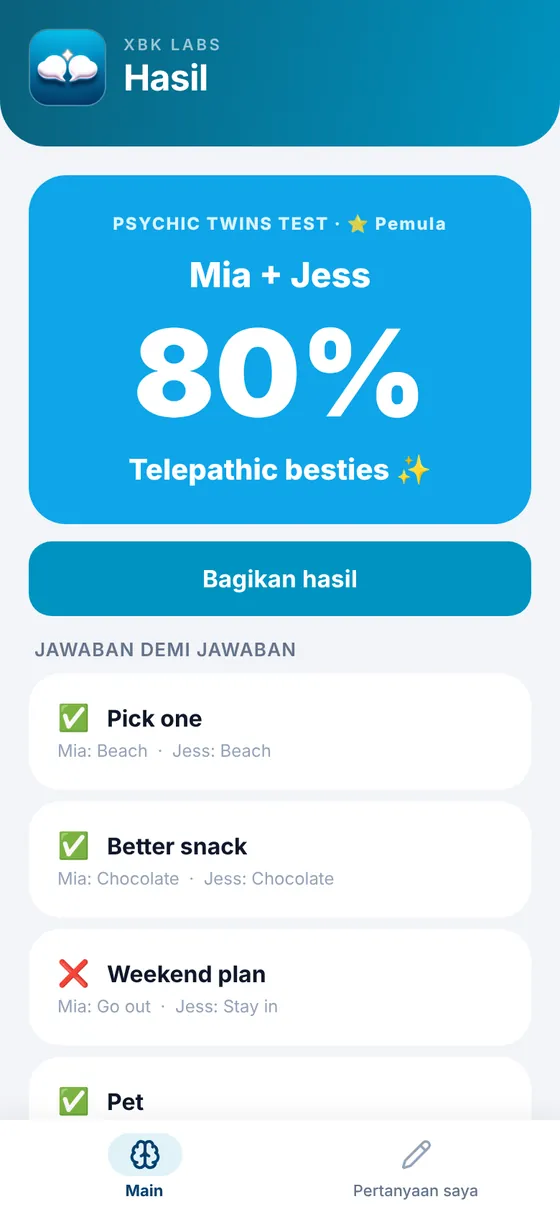 XBK LABS
Hasil
PSYCHIC TWINS TEST · ⭐ Pemula
Mia + Jess
80%
Telepathic besties ✨
Bagikan hasil
JAWABAN DEMI JAWABAN
✅ Pick one
Mia: Beach · Jess: Beach
✅ Better snack
Mia: Chocolate · Jess: Chocolate
❌ Weekend plan
Mia: Go out · Jess: Stay in
✅ Pet
Main
Pertanyaan saya